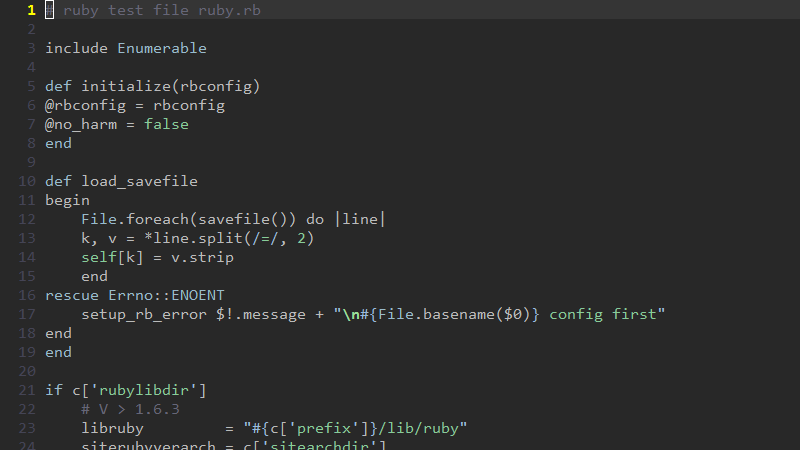 1 # ruby test file ruby.rb
2
3 include Enumerable
4
5 def initialize(rbconfig)
6 @rbconfig = rbconfig
7 @no_harm = false
8 end
9
10 def load_savefile
11 begin
12     File.foreach(savefile()) do |line|
13     k, v = *line.split(/=/, 2)
14     self[k] = v.strip
15     end
16 rescue Errno::ENOENT
17     setup_rb_error $!.message + "\n#{File.basename($0)} config first"
18 end
19 end
20
21 if c['rubylibdir']
22     # V > 1.6.3
23     libruby         = "#{c['prefix']}/lib/ruby"
24     siterubyverarch = c['sitearchdir']